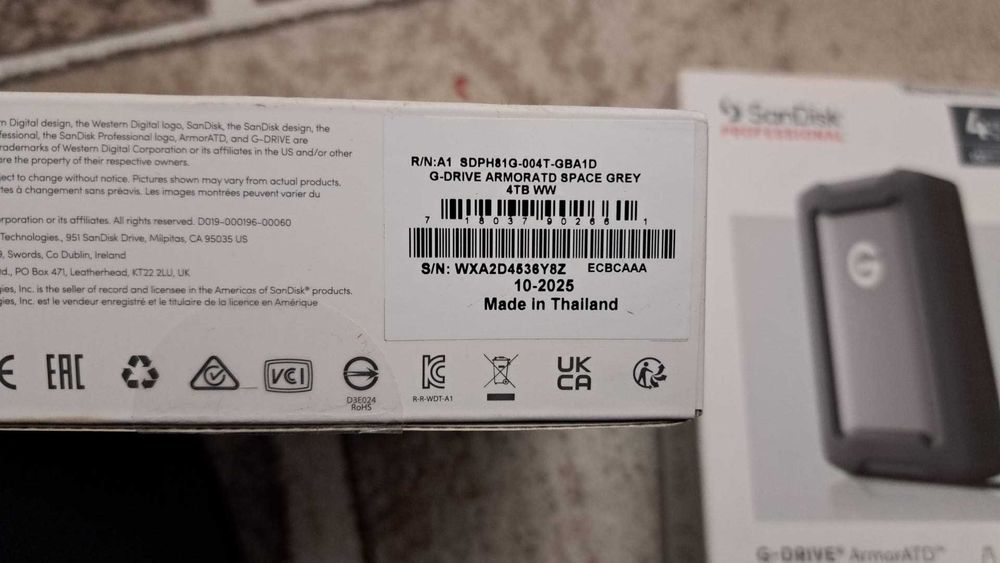 n Digital design, the Western Digital logo, SanDisk, the SanDisk design, the
fessional, the SanDisk Professional logo, ArmorATD, and G-DRIVE are
rademarks of Western Digital Corporation or its affiliates in the US and/or other
are the property of their respective owners.
ject to change without notice. Pictures shown may vary from actual products.
tes à changement sans préavis. Les images montrées peuvent varier du
orporation or its affiliates. All rights reserved. D019-000196-00060
Technologies., 951 SanDisk Drive, Milpitas, CA 95035 US
9, Swords, Co Dublin, Ireland
d., PO Box 471, Leatherhead, KT22 2LU, UK
gies, Inc. is the seller of record and licensee in the Americas of SanDisk® products.
gies, Inc. est le vendeur enregistré et le titulaire de la licence en Amérique
CE EAC VCI
D3E024
RoHS
R-R-WDT-A1
UK
CA
R/N:A1 SDPH81G-004T-GBA1D
G-DRIVE ARMORATD SPACE GREY
4TB WW
7 18037 90266 1
S/N: WXA2D4536Y8Z ECBCAAA
10-2025
Made in Thailand
SanDisk
PROFESSIONAL
4
G
G-DRIVE® ArmorATD™